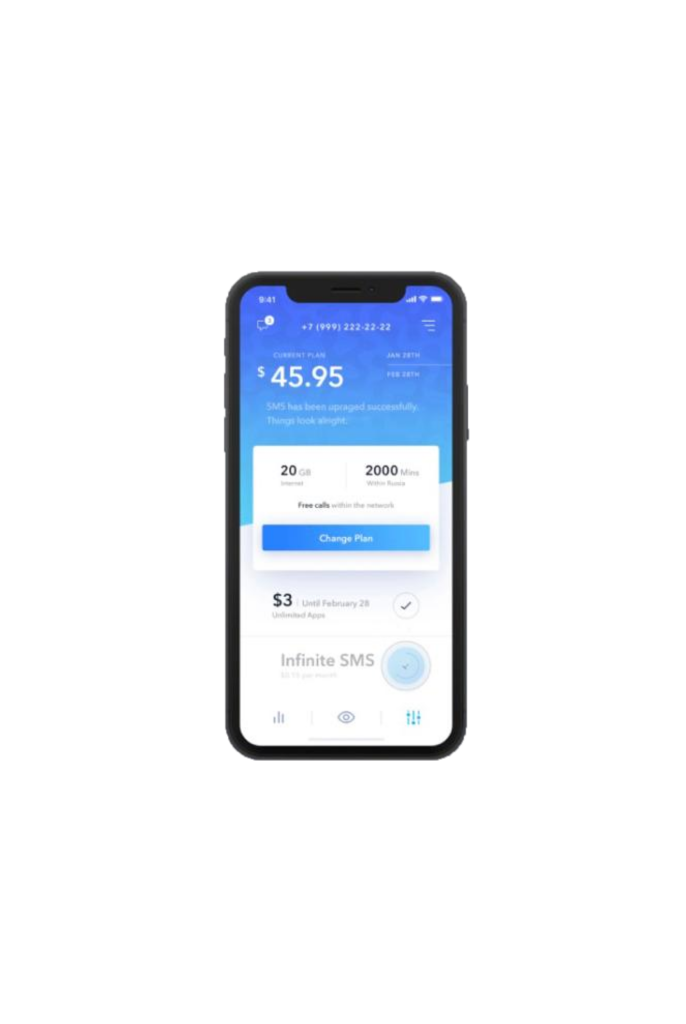 9:41
3
+7 (999) 222-22-22
CURRENT PLAN
JAN 28TH
$ 45.95
FEB 28TH
SMS has been upraged successfully.
Things look alright.
20 GB
2000 Mins
Internet
Within Russia
Free calls within the network
Change Plan
$3 | Until February 28
Unlimited Apps
Infinite SMS
$0.15 per month